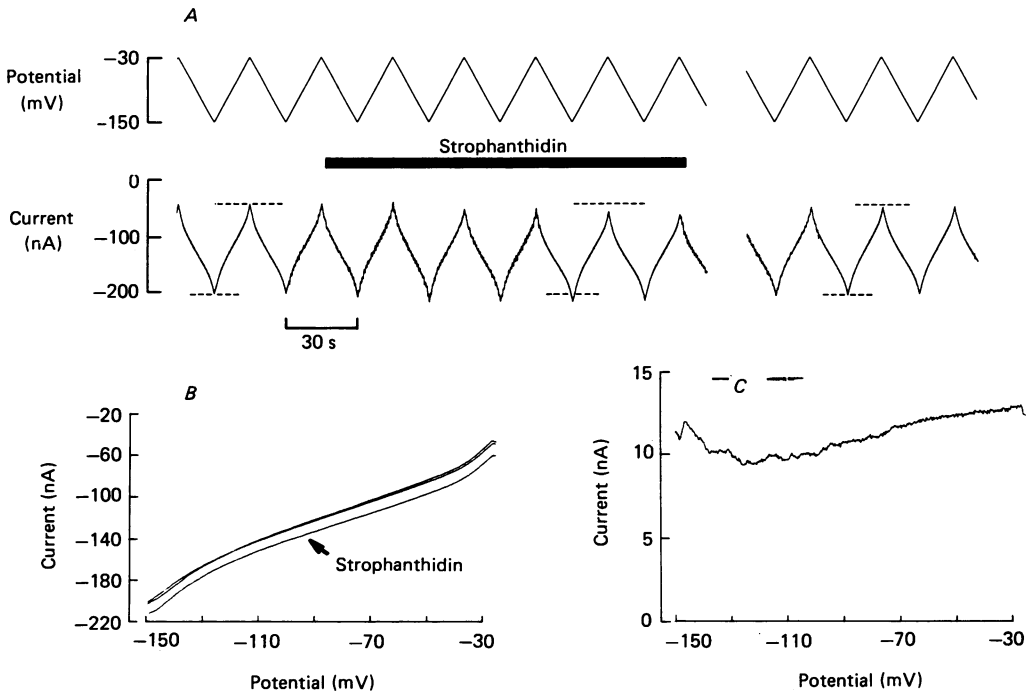 A
Potential
(mV)
−30
−150
Strophanthidin
Current
(nA)
0
−100
−200
30 s
B
Current (nA)
−20
−60
−100
−140
−180
−220
Strophanthidin
−150
−110
−70
−30
Potential (mV)
C
Current (nA)
15
10
5
0
−150
−110
−70
−30
Potential (mV)